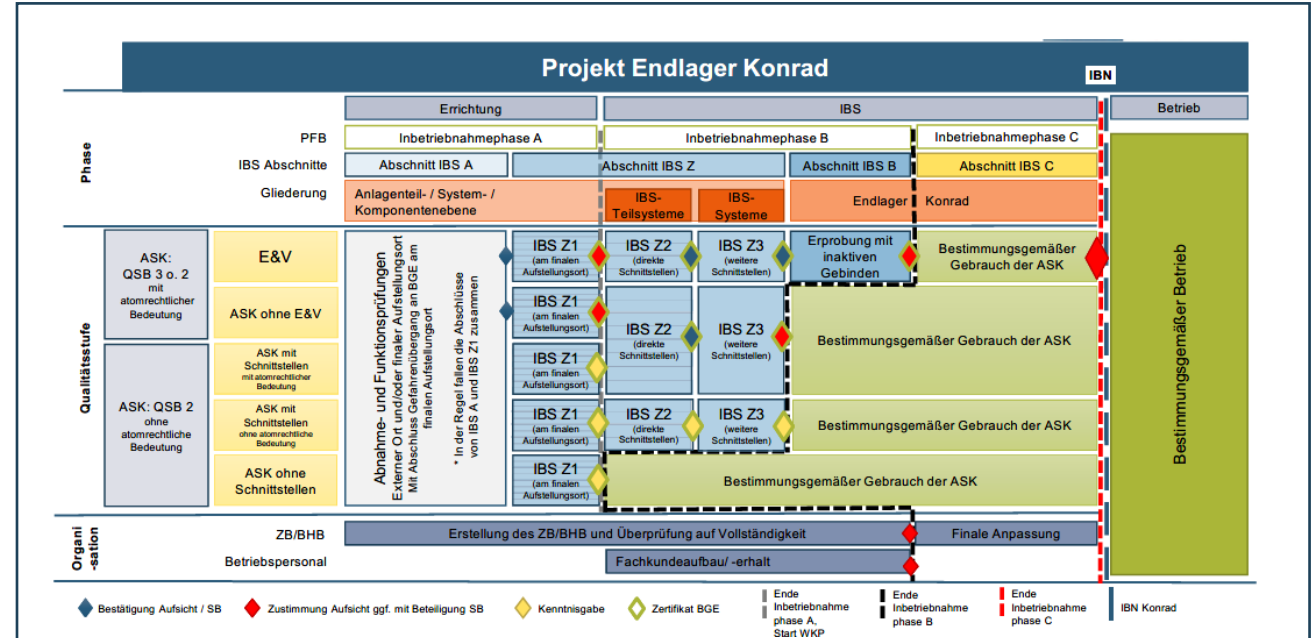 Projekt Endlager Konrad
IBN
Errichtung
IBS
Betrieb
Phase
PFB
Inbetriebnahmephase A
Inbetriebnahmephase B
Inbetriebnahmephase C
IBS Abschnitte
Abschnitt IBS A
Abschnitt IBS Z
Abschnitt IBS B
Abschnitt IBS C
Gliederung
Anlagenteil- / System- /
Komponentenebene
IBS-
Teilsysteme
IBS-
Systeme
Endlager
Konrad
Qualitätsstufe
ASK:
QSB 3 o. 2
mit
atomrechtlicher
Bedeutung
E&V
ASK ohne E&V
ASK: QSB 2
ohne
atomrechtliche
Bedeutung
ASK mit
Schnittstellen
mit atomrechtlicher
Bedeutung
ASK mit
Schnittstellen
ohne atomrechtliche
Bedeutung
ASK ohne
Schnittstellen
Abnahme- und Funktionsprüfungen
Externer Ort und/oder finaler Aufstellungsort
Mit Abschluss Gefahrenübergang an BGE am
finalen Aufstellungsort
* In der Regel fallen die Abschlüsse
von IBS A und IBS Z1 zusammen
IBS Z1
(am finalen
Aufstellungsort)
IBS Z2
(direkte
Schnittstellen)
IBS Z3
(weitere
Schnittstellen)
Erprobung mit
inaktiven
Gebinden
Bestimmungsgemäßer
Gebrauch der ASK
IBS Z1
(am finalen
Aufstellungsort)
IBS Z2
(direkte
Schnittstellen)
IBS Z3
(weitere
Schnittstellen)
Bestimmungsgemäßer Gebrauch der ASK
IBS Z1
(am finalen
Aufstellungsort)
IBS Z1
(am finalen
Aufstellungsort)
IBS Z2
(direkte
Schnittstellen)
IBS Z3
(weitere
Schnittstellen)
Bestimmungsgemäßer Gebrauch der ASK
IBS Z1
(am finalen
Aufstellungsort)
Bestimmungsgemäßer Gebrauch der ASK
Bestimmungsgemäßer Betrieb
Organi
-sation
ZB/BHB
Erstellung des ZB/BHB und Überprüfung auf Vollständigkeit
Finale Anpassung
Betriebspersonal
Fachkundeaufbau/ -erhalt
Bestätigung Aufsicht / SB
Zustimmung Aufsicht ggf. mit Beteiligung SB
Kenntnisgabe
Zertifikat BGE
Ende
Inbetriebnahme
phase A,
Start WKP
Ende
Inbetriebnahme
phase B
Ende
Inbetriebnahme
phase C
IBN Konrad